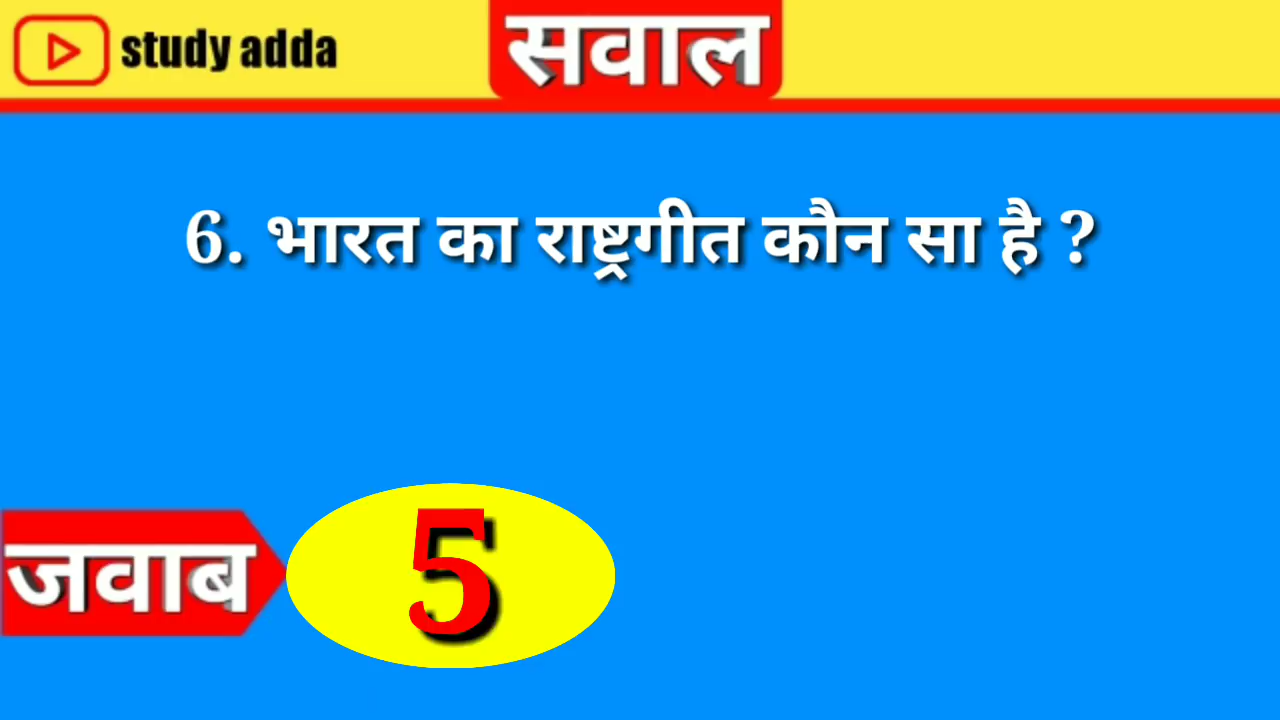 study adda
सवाल
6. भारत का राष्ट्रगीत कौन सा है ?
जवाब
5